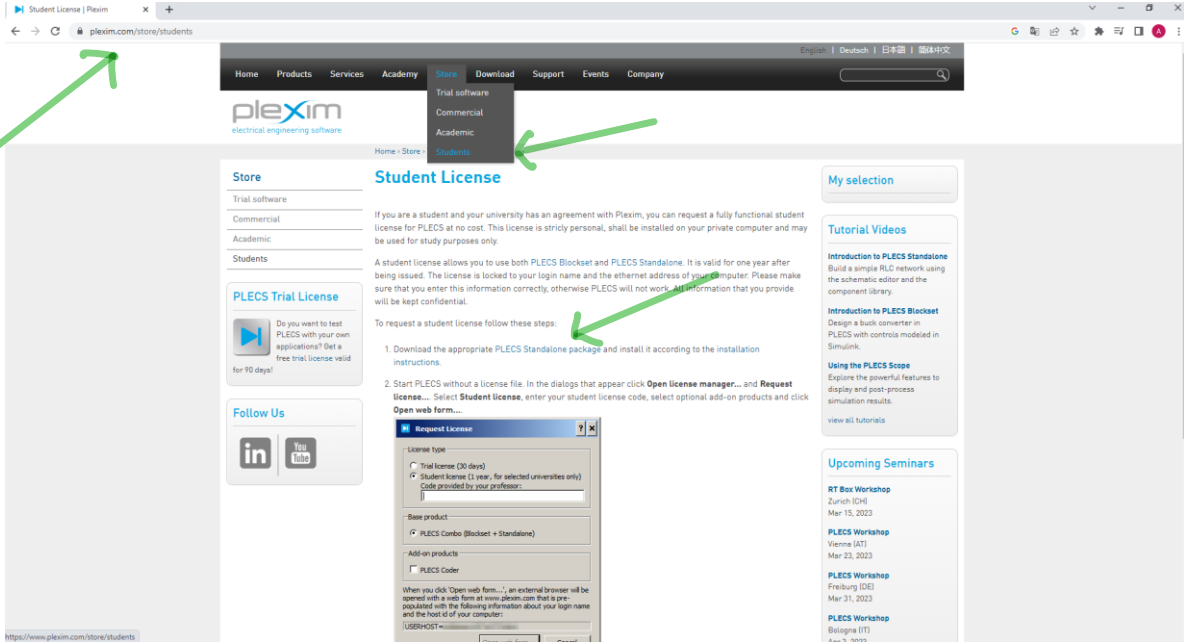 Student License | Plexim
plexim.com/store/students
English | Deutsch | 日本語 | 简体中文
Home Products Services Academy Store Download Support Events Company
Trial software
Commercial
Academic
Students
plexim
electrical engineering software
Home › Store ›
Store
Trial software
Commercial
Academic
Students
PLECS Trial License
Do you want to test
PLECS with your own
applications? Get a
free trial license valid
for 90 days!
Follow Us
in
You
Tube
Student License
If you are a student and your university has an agreement with Plexim, you can request a fully functional student
license for PLECS at no cost. This license is stricly personal, shall be installed on your private computer and may
be used for study purposes only.
A student license allows you to use both PLECS Blockset and PLECS Standalone. It is valid for one year after
being issued. The license is locked to your login name and the ethernet address of your computer. Please make
sure that you enter this information correctly, otherwise PLECS will not work. All information that you provide
will be kept confidential.
To request a student license follow these steps:
1. Download the appropriate PLECS Standalone package and install it according to the installation
instructions.
2. Start PLECS without a license file. In the dialogs that appear click Open license manager... and Request
license.... Select Student license, enter your student license code, select optional add-on products and click
Open web form....
Request License
License type
Trial license (30 days)
Student license (1 year, for selected universities only)
Code provided by your professor:
Base product
PLECS Combo (Blockset + Standalone)
Add-on products
PLECS Coder
When you click 'Open web form...', an external browser will be
opened with a web form at www.plexim.com that is pre-
populated with the following information about your login name
and the host id of your computer:
USERHOST=
Open web form... Cancel
My selection
Tutorial Videos
Introduction to PLECS Standalone
Build a simple RLC network using
the schematic editor and the
component library.
Introduction to PLECS Blockset
Design a buck converter in
PLECS with controls modeled in
Simulink.
Using the PLECS Scope
Explore the powerful features to
display and post-process
simulation results.
view all tutorials
Upcoming Seminars
RT Box Workshop
Zurich (CH)
Mar 15, 2023
PLECS Workshop
Vienna (AT)
Mar 23, 2023
PLECS Workshop
Freiburg (DE)
Mar 31, 2023
PLECS Workshop
Bologna (IT)
https://www.plexim.com/store/students